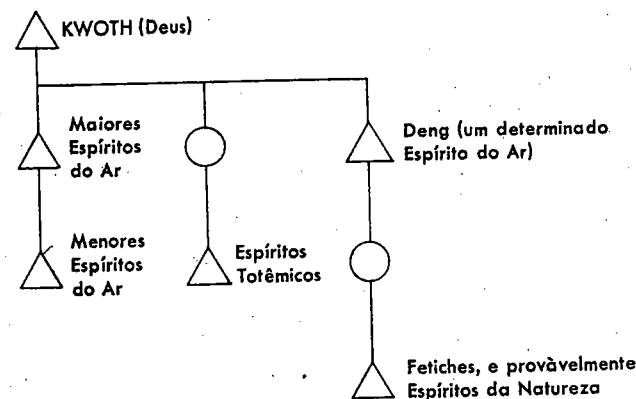 KWOTH (Deus)
Maiores
Espíritos
do Ar
Deng (um determinado
Espírito do Ar)
Menores
Espíritos
do Ar
Espíritos
Totêmicos
Fetiches, e provàvelmente
Espíritos da Natureza